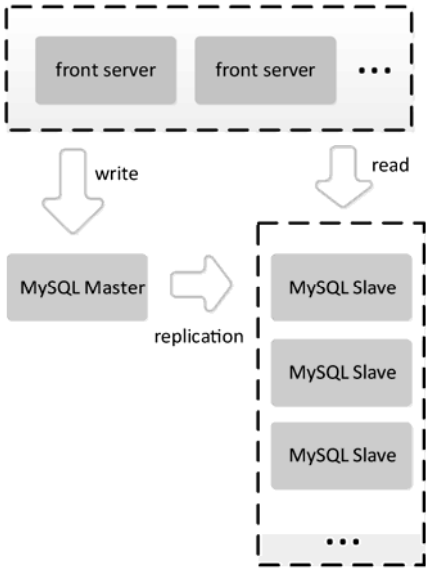 front server
front server
...
write
read
MySQL Master
replication
MySQL Slave
MySQL Slave
MySQL Slave
...